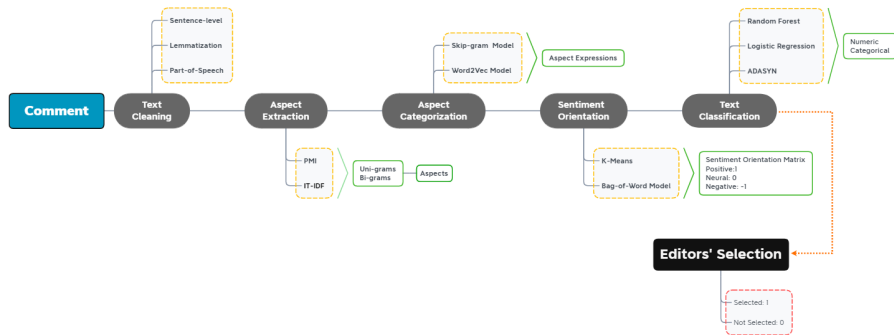 Sentence-level
Lemmatization
Part-of-Speech
Skip-gram Model
Word2Vec Model
Aspect Expressions
Random Forest
Logistic Regression
ADASYN
Numeric
Categorical
Comment
Text
Cleaning
Aspect
Extraction
Aspect
Categorization
Sentiment
Orientation
Text
Classification
PMI
IT-IDF
Uni-grams
Bi-grams
Aspects
K-Means
Bag-of-Word Model
Sentiment Orientation Matrix
Positive:1
Neural: 0
Negative: -1
Editors' Selection
Selected: 1
Not Selected: 0